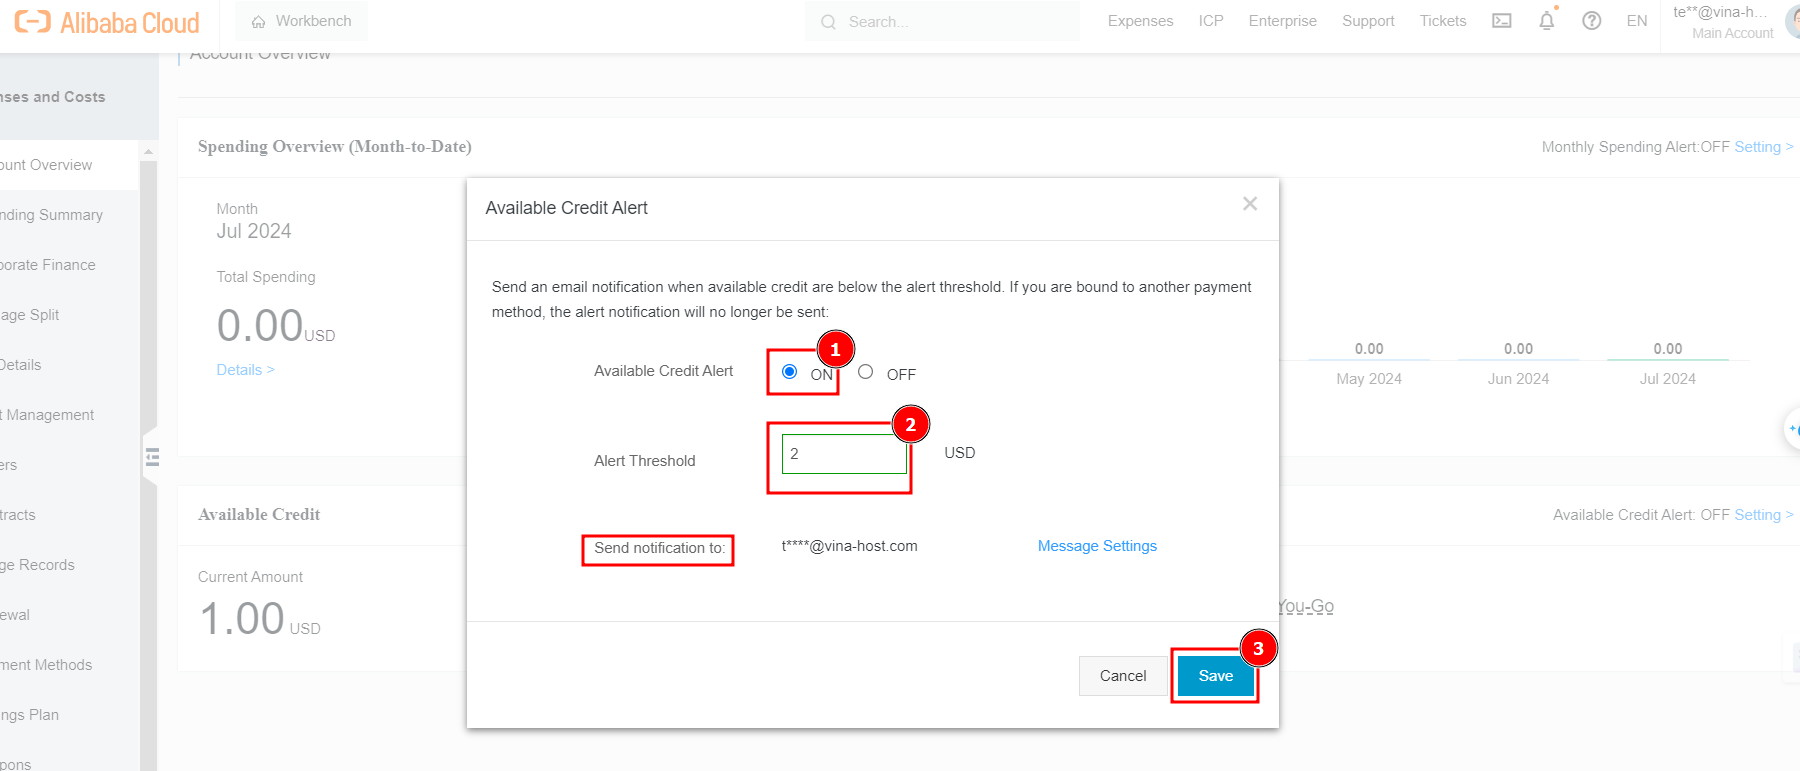 Alibaba Cloud
Workbench
Search...
Expenses
ICP
Enterprise
Support
Tickets
EN
te**@vina-h...
Main Account
Account Overview
nses and Costs
ount Overview
nding Summary
porate Finance
age Split
Details
t Management
ers
tracts
ge Records
ewal
ment Methods
ngs Plan
pons
Spending Overview (Month-to-Date)
Monthly Spending Alert:OFF Setting >
Month
Jul 2024
Total Spending
0.00 USD
Details >
0.00
0.00
0.00
May 2024
Jun 2024
Jul 2024
Available Credit
Available Credit Alert: OFF Setting >
Current Amount
1.00 USD
You-Go
Available Credit Alert
Send an email notification when available credit are below the alert threshold. If you are bound to another payment
method, the alert notification will no longer be sent:
1
Available Credit Alert
ON
OFF
2
Alert Threshold
2
USD
Send notification to:
t****@vina-host.com
Message Settings
3
Cancel
Save